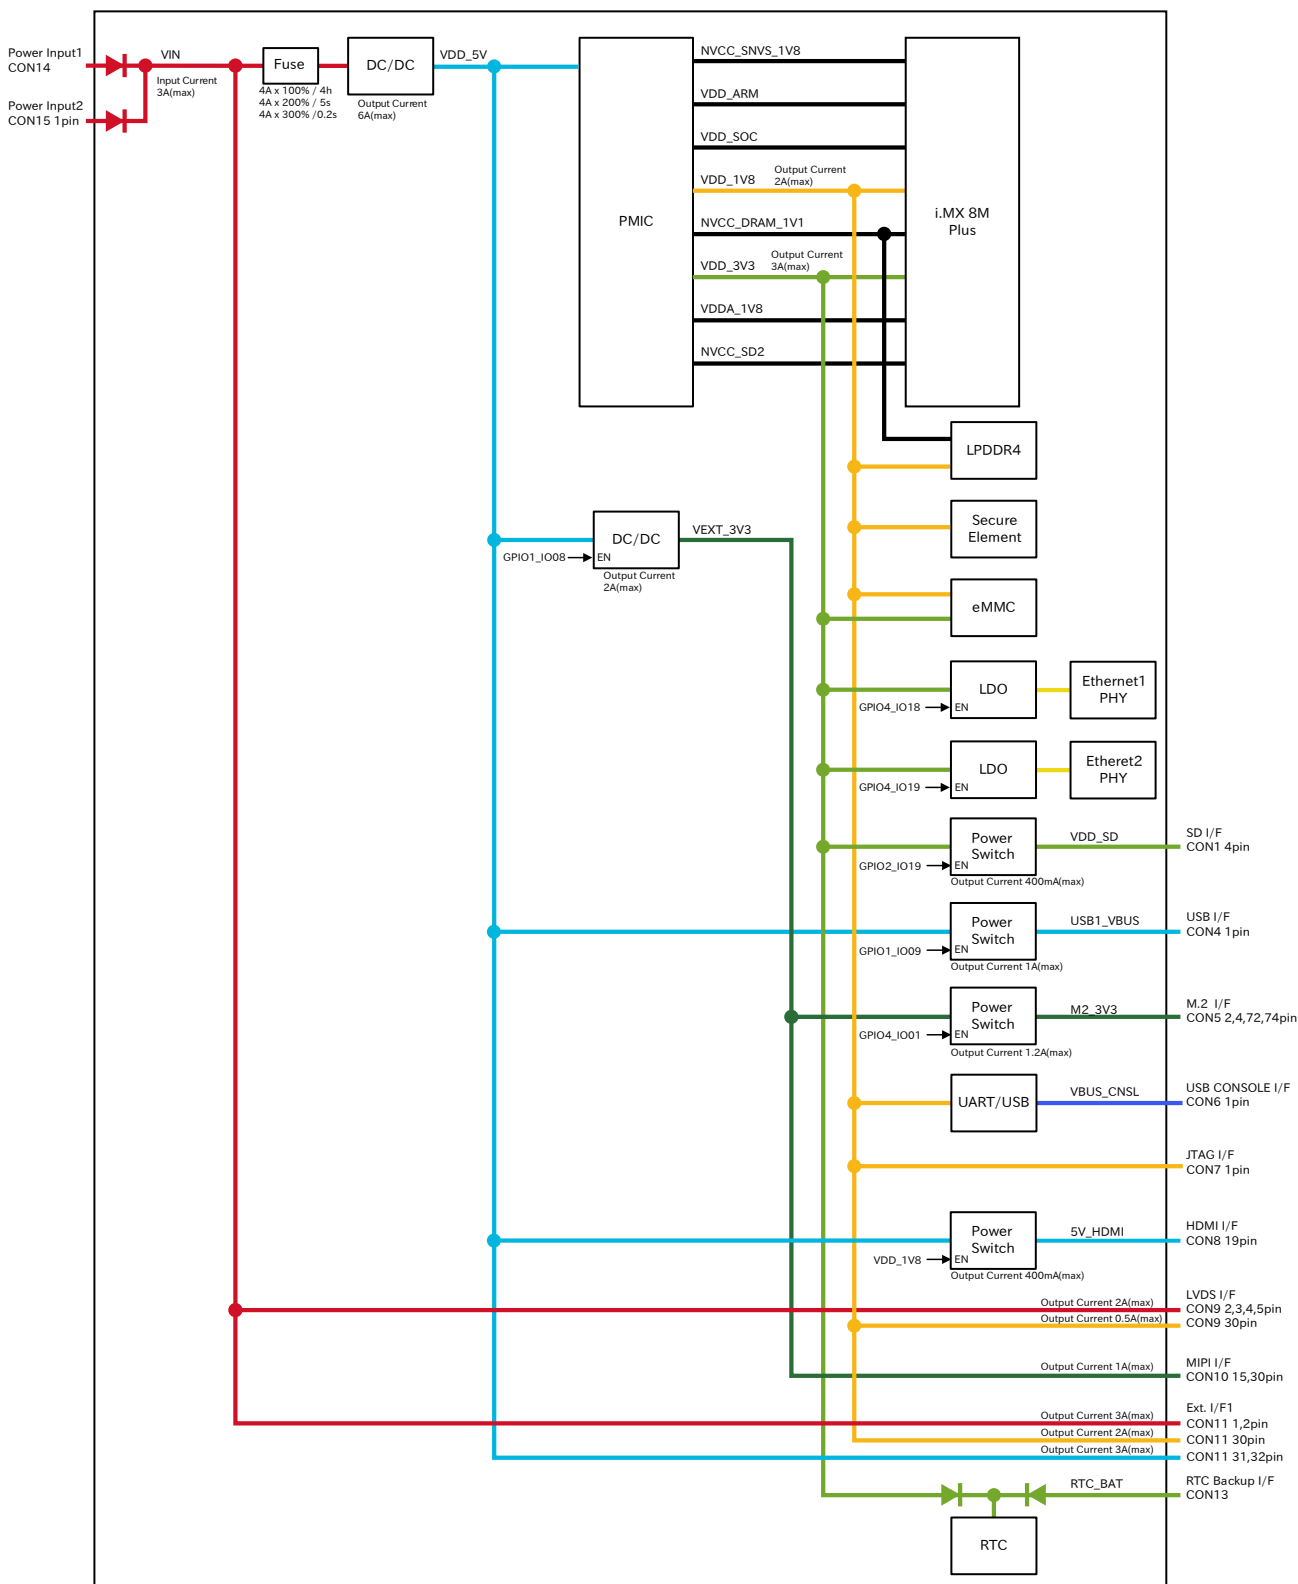 Power Input1
CON14
Power Input2
CON15 1pin
VIN
Input Current
3A(max)
Fuse
4A x 100% / 4h
4A x 200% / 5s
4A x 300% /0.2s
DC/DC
Output Current
6A(max)
VDD_5V
PMIC
NVCC_SNVS_1V8
VDD_ARM
VDD_SOC
VDD_1V8
Output Current
2A(max)
NVCC_DRAM_1V1
VDD_3V3
Output Current
3A(max)
VDDA_1V8
NVCC_SD2
i.MX 8M
Plus
LPDDR4
Secure
Element
DC/DC
EN
GPIO1_IO08
Output Current
2A(max)
VEXT_3V3
eMMC
LDO
EN
GPIO4_IO18
Ethernet1
PHY
LDO
EN
GPIO4_IO19
Etheret2
PHY
Power
Switch
EN
GPIO2_IO19
Output Current 400mA(max)
VDD_SD
SD I/F
CON1 4pin
Power
Switch
EN
GPIO1_IO09
Output Current 1A(max)
USB1_VBUS
USB I/F
CON4 1pin
Power
Switch
EN
GPIO4_IO01
Output Current 1.2A(max)
M2_3V3
M.2 I/F
CON5 2,4,72,74pin
UART/USB
VBUS_CNSL
USB CONSOLE I/F
CON6 1pin
JTAG I/F
CON7 1pin
Power
Switch
EN
VDD_1V8
Output Current 400mA(max)
5V_HDMI
HDMI I/F
CON8 19pin
LVDS I/F
Output Current 2A(max)
CON9 2,3,4,5pin
Output Current 0.5A(max)
CON9 30pin
Output Current 1A(max)
MIPI I/F
CON10 15,30pin
Ext. I/F1
Output Current 3A(max)
CON11 1,2pin
Output Current 2A(max)
CON11 30pin
Output Current 3A(max)
CON11 31,32pin
RTC_BAT
RTC Backup I/F
CON13
RTC